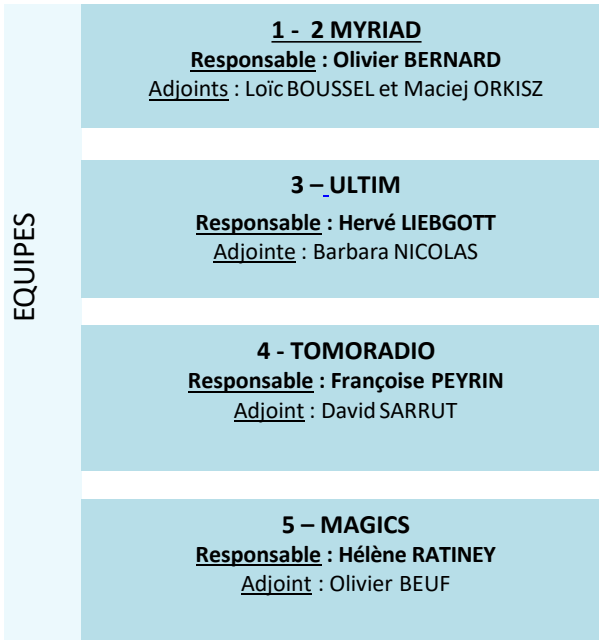 EQUIPES
1 - 2 MYRIAD
Responsable : Olivier BERNARD
Adjoints : Loïc BOUSSEL et Maciej ORKISZ
3 – ULTIM
Responsable : Hervé LIEBGOTT
Adjointe : Barbara NICOLAS
4 - TOMORADIO
Responsable : Françoise PEYRIN
Adjoint : David SARRUT
5 – MAGICS
Responsable : Hélène RATINEY
Adjoint : Olivier BEUF